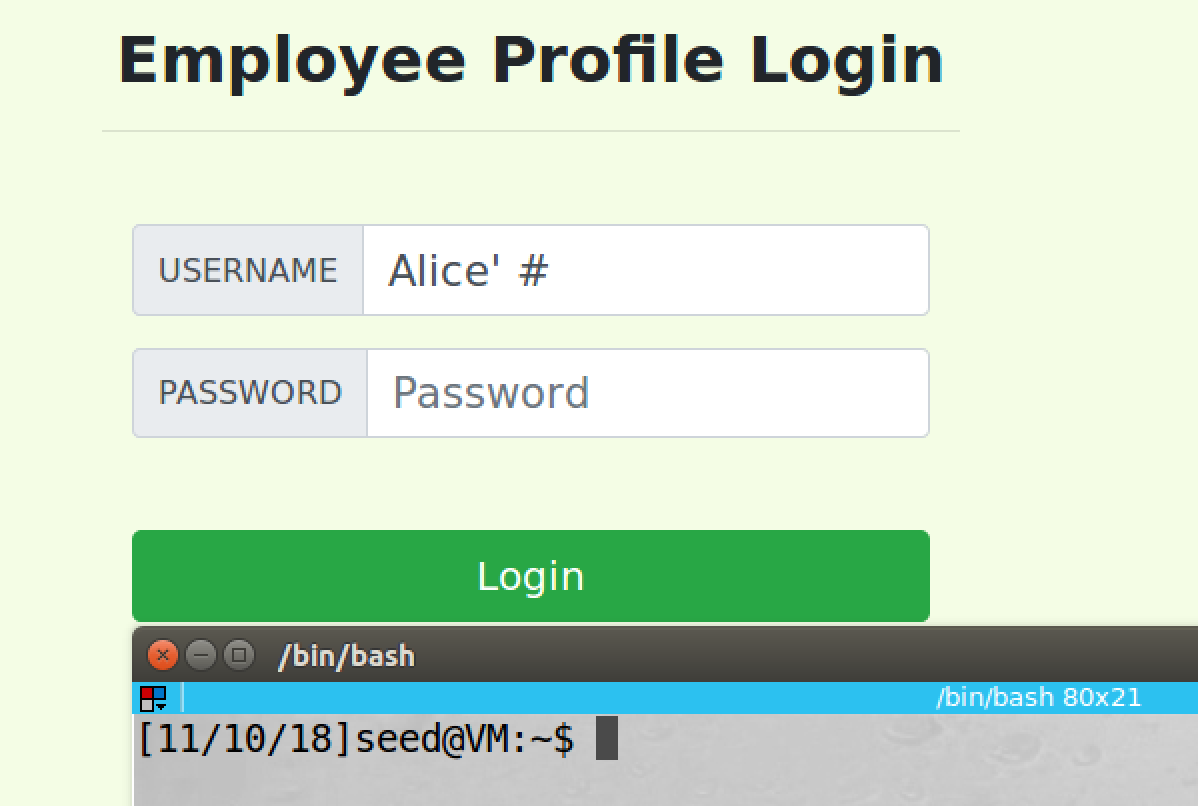 Employee Profile Login
USERNAME Alice' #
PASSWORD Password
Login
/bin/bash
/bin/bash 80x21
[11/10/18]seed@VM:~$